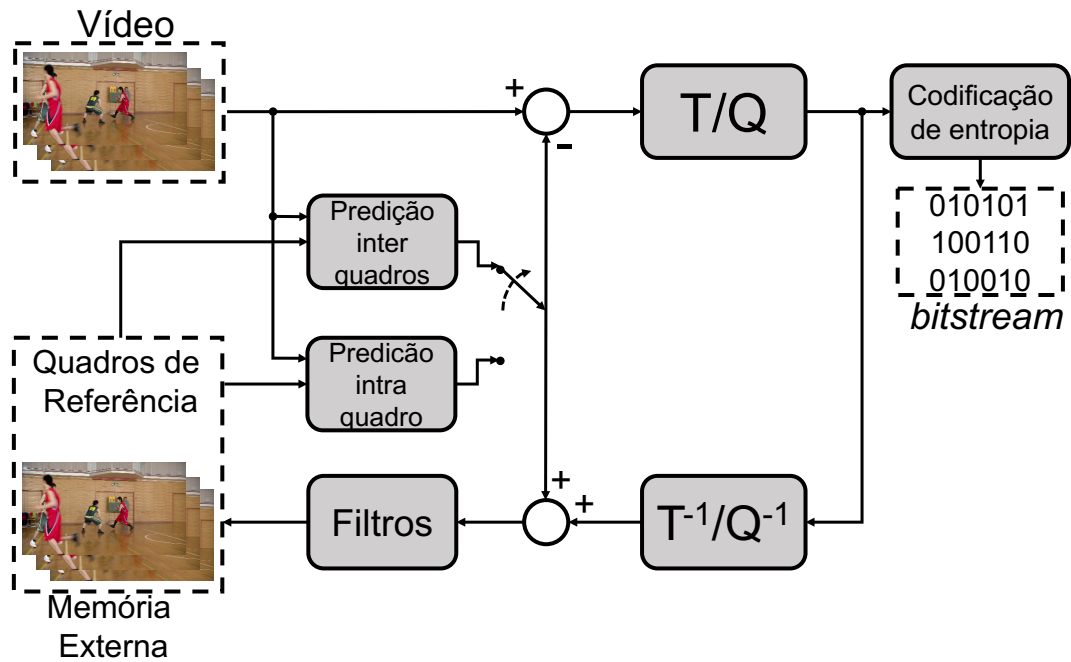 Vídeo
+
-
T/Q
Codificação
de entropia
010101
100110
010010
bitstream
Predição
inter
quadros
Predicão
intra
quadro
Quadros de
Referência
Memória
Externa
Filtros
+
+
T-1/Q-1